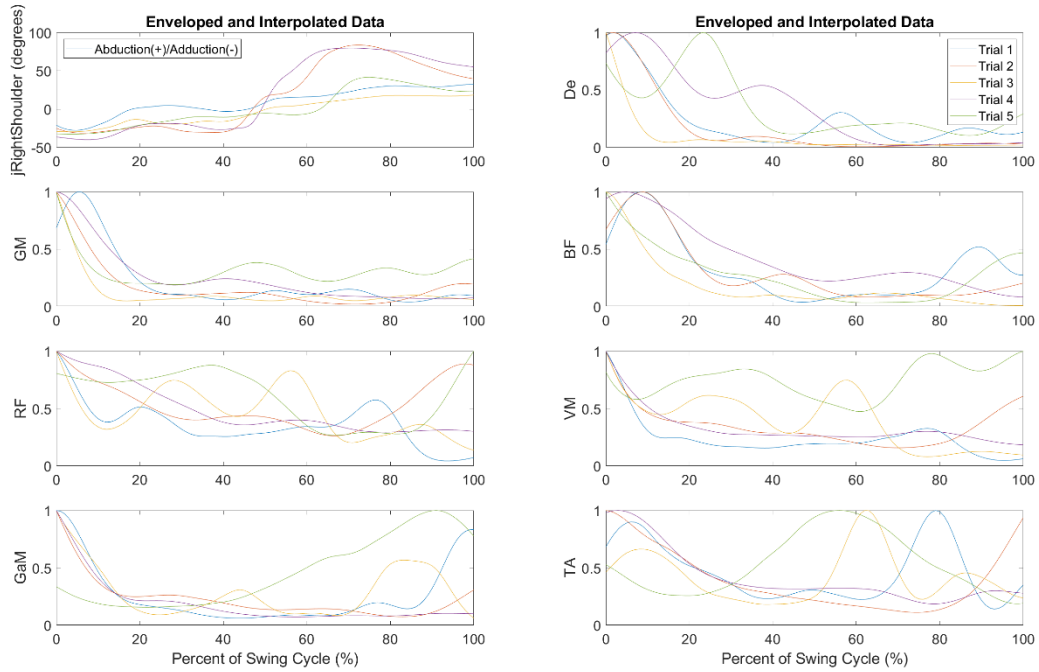 Enveloped and Interpolated Data
jRightShoulder (degrees)
100
50
0
-50
Abduction(+)/Adduction(-)
0 20 40 60 80 100
Enveloped and Interpolated Data
De
1
0.5
0
Trial 1
Trial 2
Trial 3
Trial 4
Trial 5
0 20 40 60 80 100
GM
1
0.5
0
0 20 40 60 80 100
BF
1
0.5
0
0 20 40 60 80 100
RF
1
0.5
0
0 20 40 60 80 100
VM
1
0.5
0
0 20 40 60 80 100
GaM
1
0.5
0
0 20 40 60 80 100
Percent of Swing Cycle (%)
TA
1
0.5
0
0 20 40 60 80 100
Percent of Swing Cycle (%)